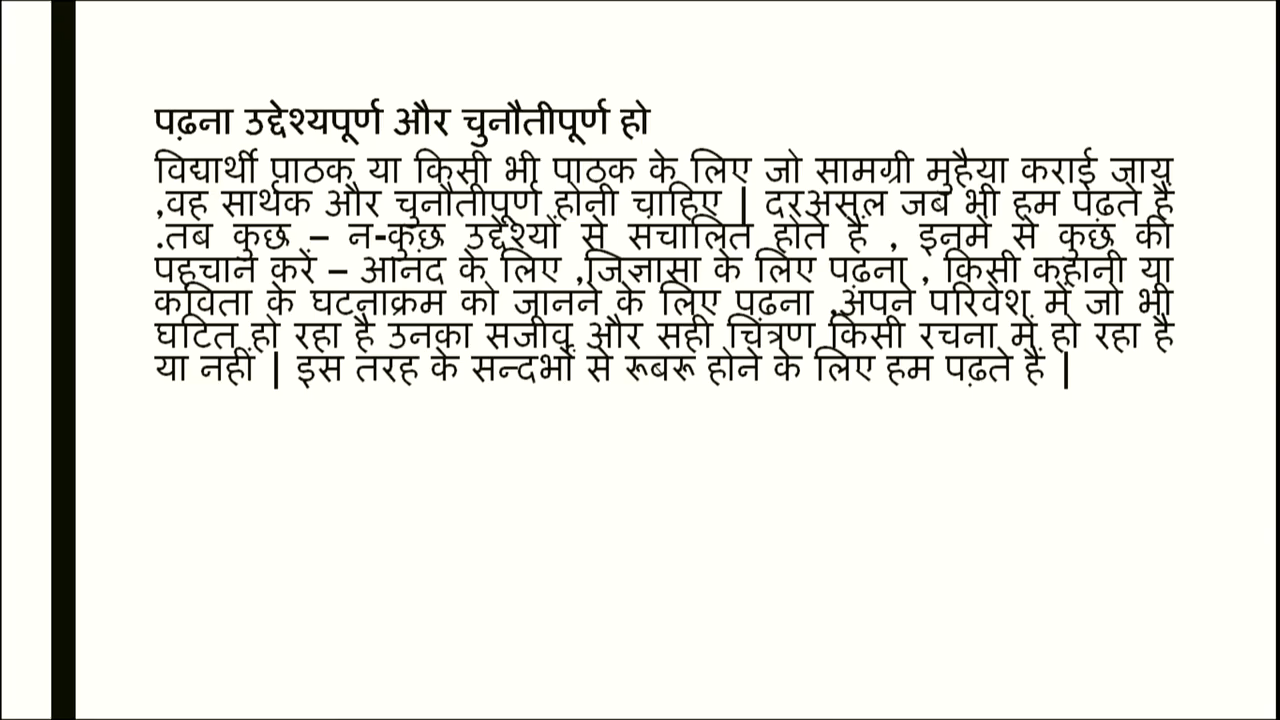 पढ़ना उद्देश्यपूर्ण और चुनौतीपूर्ण हो
विद्यार्थी पाठक या किसी भी पाठक के लिए जो सामग्री मुहैया कराई जाय
,वह सार्थक और चुनौतीपूर्ण होनी चाहिए | दरअसल जब भी हम पढ़ते हैं
.तब कुछ – न-कुछ उद्देश्यों से संचालित होते हैं , इनमें से कुछ की
पहचान करें – आनंद के लिए ,जिज्ञासा के लिए पढ़ना , किसी कहानी या
कविता के घटनाक्रम को जानने के लिए पढ़ना ,अपने परिवेश में जो भी
घटित हो रहा है उनका सजीव और सही चित्रण किसी रचना में हो रहा है
या नहीं | इस तरह के सन्दर्भों से रूबरू होने के लिए हम पढ़ते हैं |